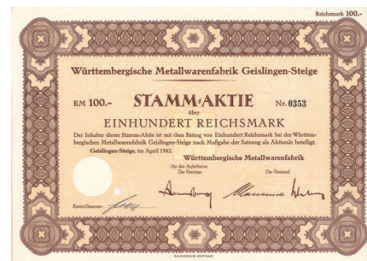 Reichsmark 100.–
Württembergische Metallwarenfabrik Geislingen-Steige
RM 100.– STAMM-AKTIE Nr. 0353
über
EINHUNDERT REICHSMARK
Der Inhaber dieser Stamm-Aktie ist mit dem Betrag von Einhundert Reichsmark bei der Württem-
bergischen Metallwarenfabrik Geislingen-Steige nach Maßgabe der Satzung als Aktionär beteiligt.
Geislingen-Steige, im April 1942.
Württembergische Metallwarenfabrik
Für den Aufsichtsrat
Der Vorsitzer Der Vorstand
Kontrollnummer